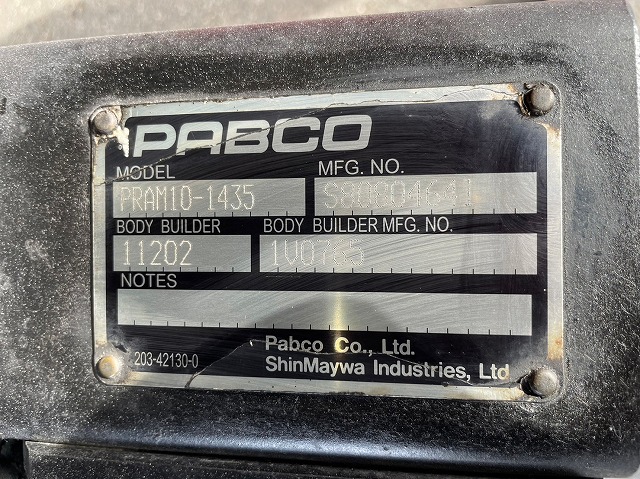 PABCO
MODEL MFG. NO.
PRAM10-1435 S80804641
BODY BUILDER BODY BUILDER MFG. NO.
11202 1V0765
NOTES
203-42130-0
Pabco Co., Ltd.
ShinMaywa Industries, Ltd